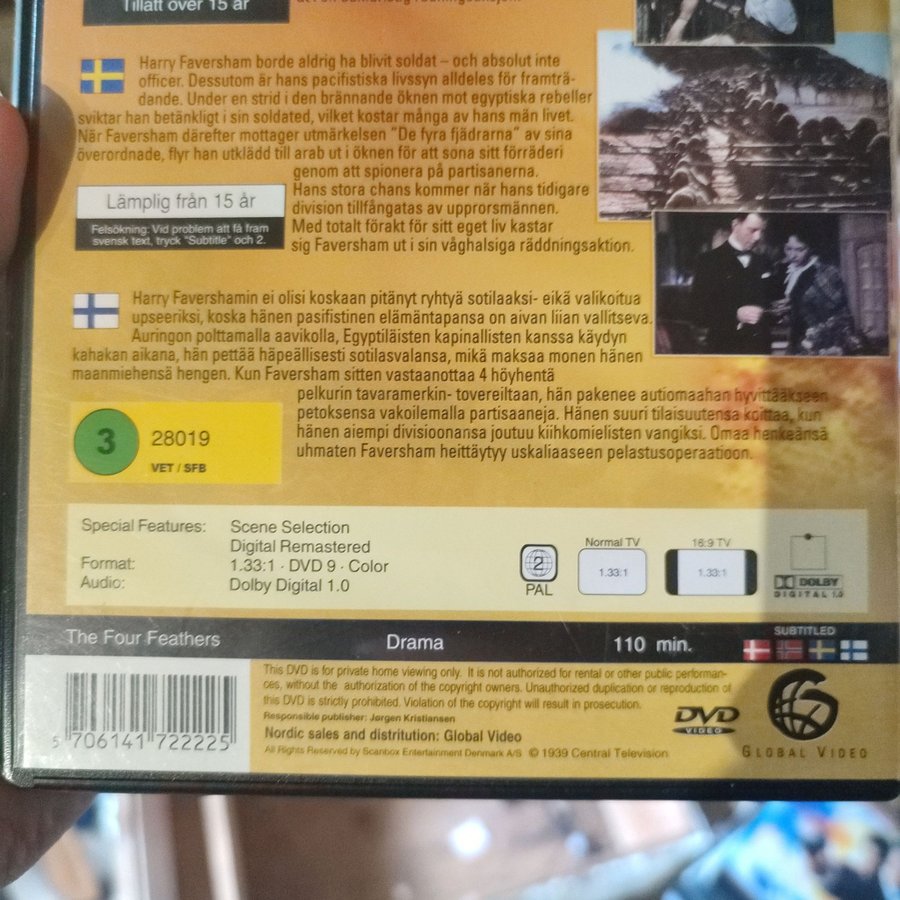 Tillatt över 15 år
Harry Faversham borde aldrig ha blivit soldat – och absolut inte
officer. Dessutom är hans pacifistiska livssyn alldeles för framträ-
dande. Under en strid i den brännande öknen mot egyptiska rebeller
sviktar han betänkligt i sin soldated, vilket kostar många av hans män livet.
När Faversham därefter mottager utmärkelsen "De fyra fjädrarna" av sina
överordnade, flyr han utklädd till arab ut i öknen för att sona sitt förräderi
genom att spionera på partisanerna.
Hans stora chans kommer när hans tidigare
division tillfångatas av upprorsmännen.
Med totalt förakt för sitt eget liv kastar
sig Faversham ut i sin våghalsiga räddningsaktion.
Lämplig från 15 år
Felsökning: Vid problem att få fram
svensk text, tryck "Subtitle" och 2.
Harry Favershamin ei olisi koskaan pitänyt ryhtyä sotilaaksi- eikä valikoitua
upseeriksi, koska hänen pasifistinen elämäntapansa on aivan liian vallitseva.
Auringon polttamalla aavikolla, Egyptiläisten kapinallisten kanssa käydyn
kahakan aikana, hän pettää häpeällisesti sotilasvalansa, mikä maksaa monen hänen
maanmiehensä hengen. Kun Faversham sitten vastaanottaa 4 höyhentä
pelkurin tavaramerkin- tovereiltaan, hän pakenee autiomaahan hyvittääkseen
petoksensa vakoilemalla partisaaneja. Hänen suuri tilaisuutensa koittaa, kun
hänen aiempi divisioonansa joutuu kiihkomielisten vangiksi. Omaa henkeänsä
uhmaten Faversham heittäytyy uskaliaaseen pelastusoperaatioon.
3
28019
VET / SFB
Special Features: Scene Selection
Digital Remastered
Format: 1.33:1 · DVD 9 · Color
Audio: Dolby Digital 1.0
2
PAL
Normal TV
1.33:1
16:9 TV
1.33:1
DOLBY
DIGITAL 1.0
The Four Feathers
Drama
110 min.
SUBTITLED
5 706141 722225
This DVD is for private home viewing only. It is not authorized for rental or other public performan-
ces, without the authorization of the copyright owners. Unauthorized duplication or reproduction of
this DVD is strictly prohibited. Violation of the copyright will result in prosecution.
Responsible publisher: Jørgen Kristiansen
Nordic sales and distritution: Global Video
All Rights Reserved by Scanbox Entertainment Denmark A/S © 1939 Central Television
DVD
VIDEO
GLOBAL VIDEO